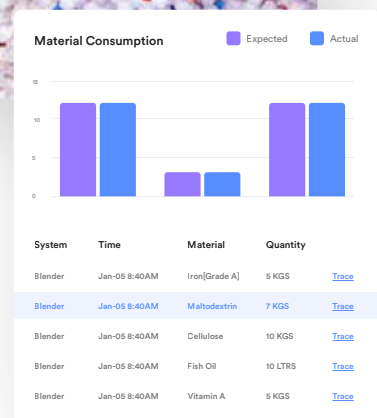 Material Consumption
Expected
Actual
15
10
5
0
System Time Material Quantity
Blender Jan-05 8:40AM Iron[Grade A] 5 KGS Trace
Blender Jan-05 8:40AM Maltodextrin 7 KGS Trace
Blender Jan-05 8:40AM Cellulose 10 KGS Trace
Blender Jan-05 8:40AM Fish Oil 10 LTRS Trace
Blender Jan-05 8:40AM Vitamin A 5 KGS Trace